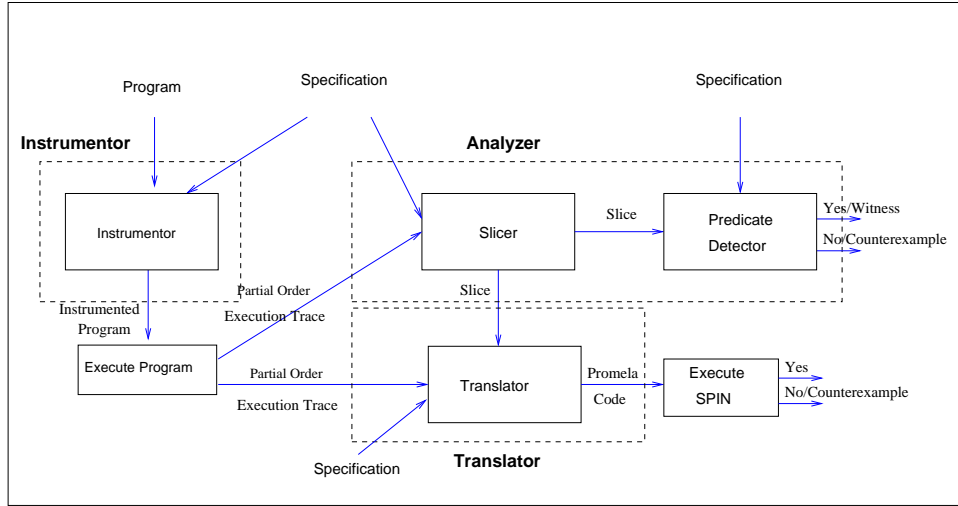 Program
Specification
Specification
Instrumentor
Analyzer
Instrumentor
Slicer
Slice
Predicate
Detector
Yes/Witness
No/Counterexample
Instrumented
Program
Partial Order
Execution Trace
Slice
Execute Program
Partial Order
Execution Trace
Translator
Promela
Code
Execute
SPIN
Yes
No/Counterexample
Specification
Translator